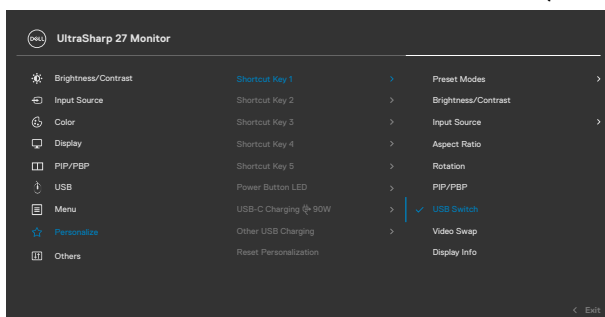 DELL UltraSharp 27 Monitor
Brightness/Contrast
Input Source
Color
Display
PIP/PBP
USB
Menu
Personalize
Others
Shortcut Key 1
Shortcut Key 2
Shortcut Key 3
Shortcut Key 4
Shortcut Key 5
Power Button LED
USB-C Charging 90W
Other USB Charging
Reset Personalization
Preset Modes
Brightness/Contrast
Input Source
Aspect Ratio
Rotation
PIP/PBP
USB Switch
Video Swap
Display Info
Exit